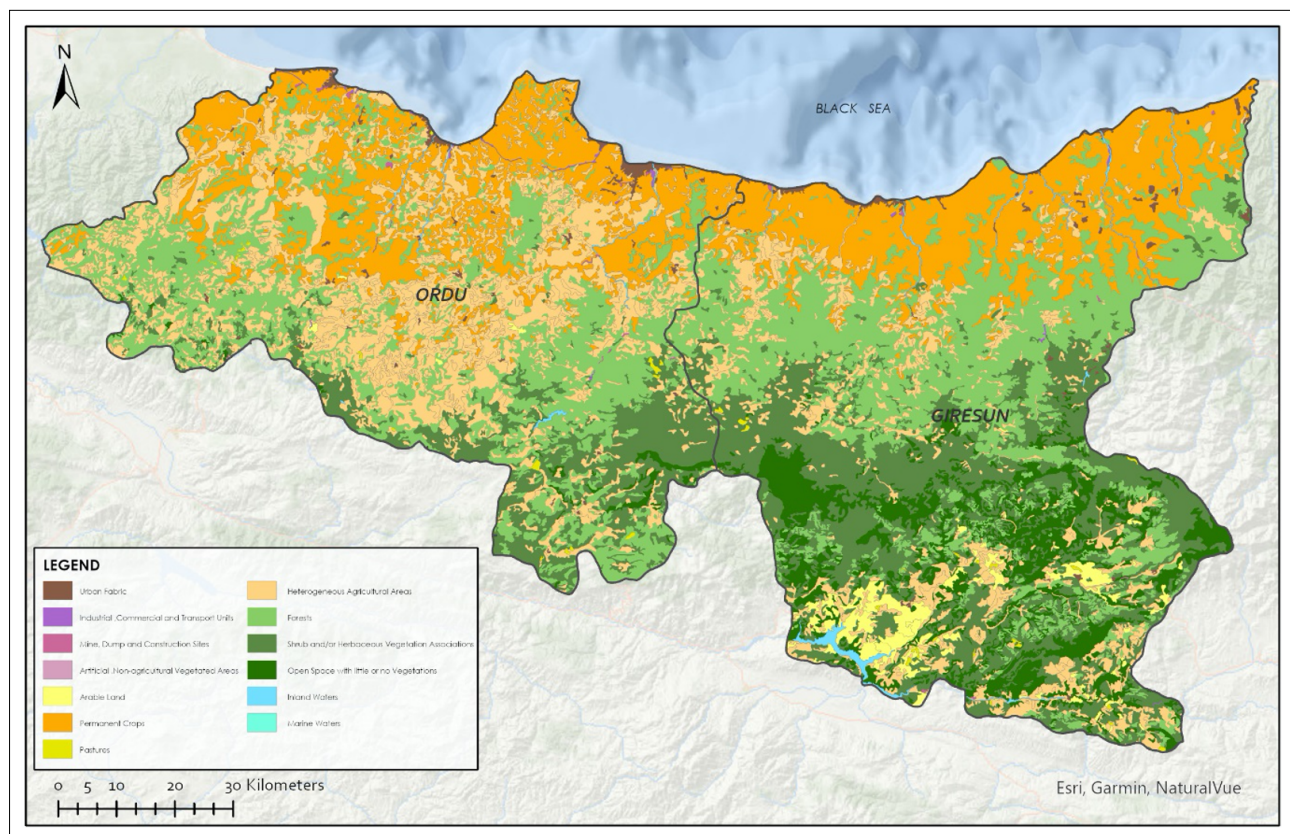 N
BLACK SEA
ORDU
GIRESUN
LEGEND
Urban Fabric
Industrial ,Commercial and Transport Units
Mine, Dump and Construction Sites
Artificial ,Non-agricultural Vegetated Areas
Arable Land
Permanent Crops
Pastures
Heterogeneous Agricultural Areas
Forests
Shrub and/or Herbaceous Vegetation Associations
Open Space with little or no Vegetations
Inland Waters
Marine Waters
0 5 10 20 30 Kilometers
Esri, Garmin, NaturalVue